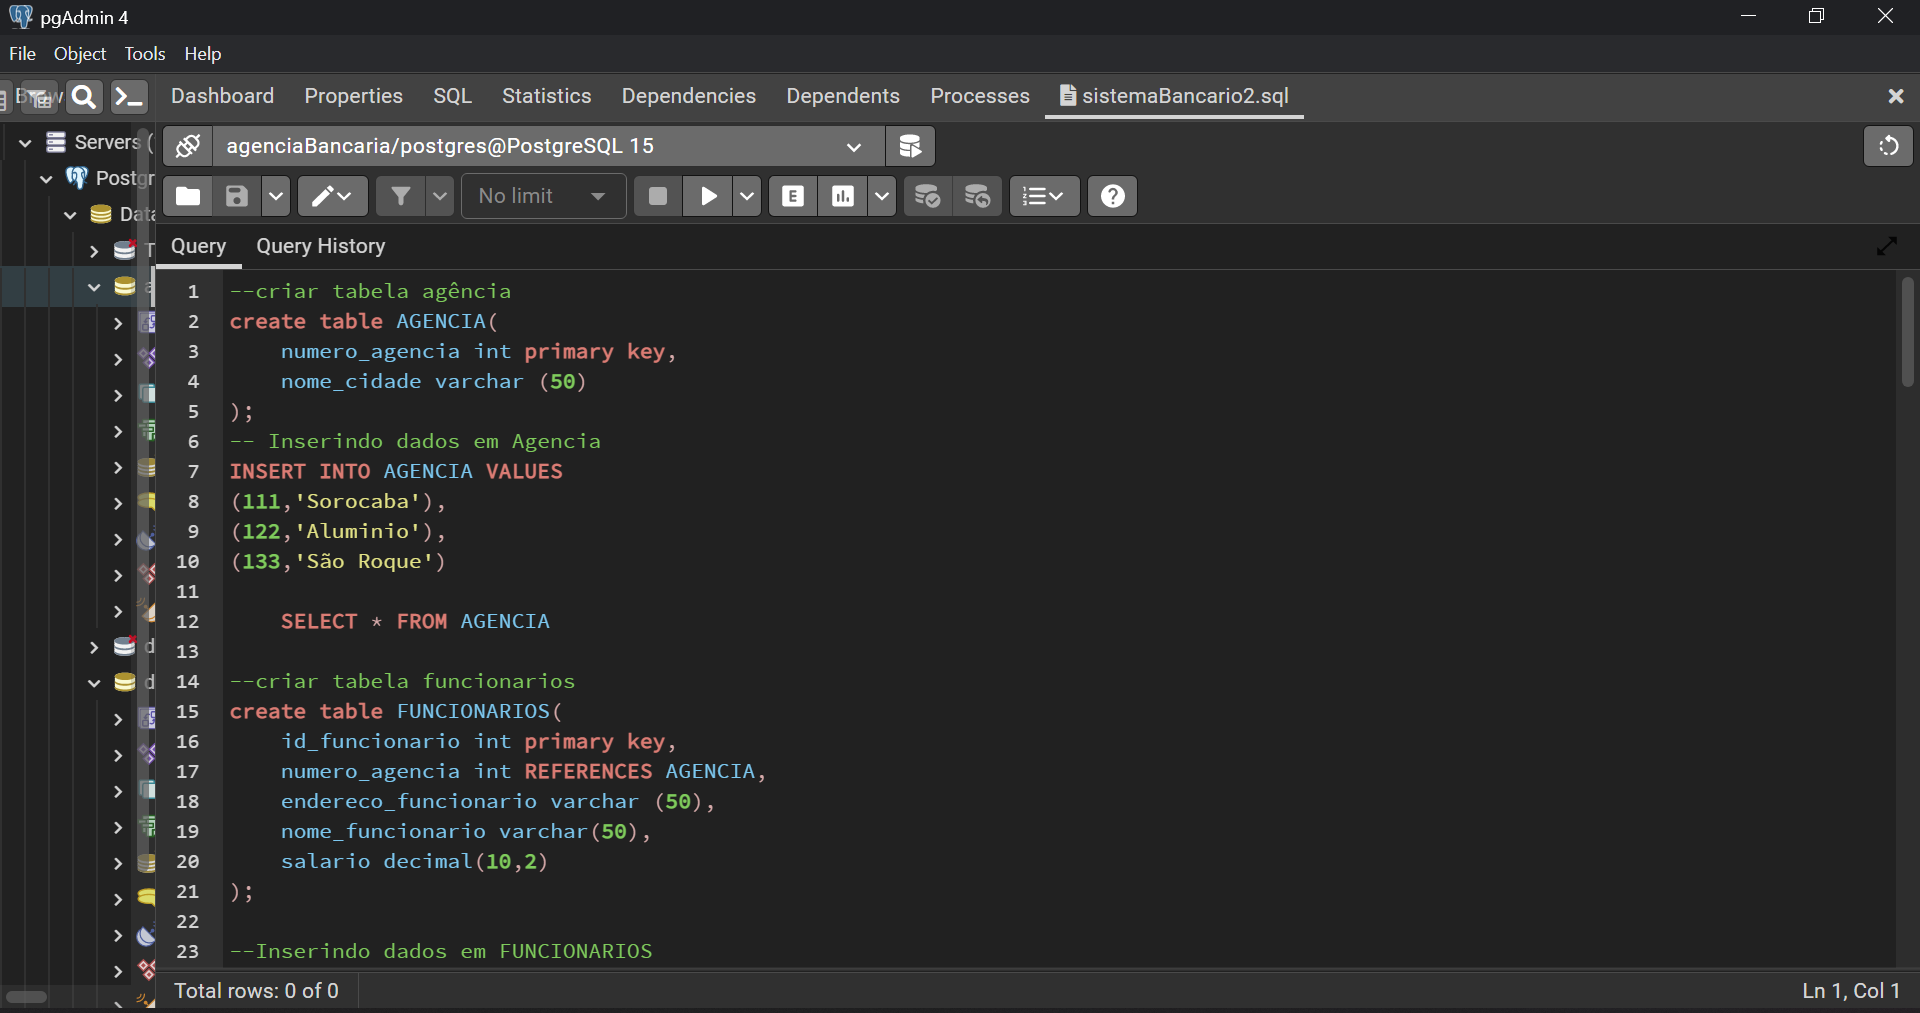 pgAdmin 4
File Object Tools Help
Dashboard Properties SQL Statistics Dependencies Dependents Processes sistemaBancario2.sql
Servers (
agenciaBancaria/postgres@PostgreSQL 15
Postgr
No limit
Data
Query Query History
1 --criar tabela agência
2 create table AGENCIA(
3 numero_agencia int primary key,
4 nome_cidade varchar (50)
5 );
6 -- Inserindo dados em Agencia
7 INSERT INTO AGENCIA VALUES
8 (111,'Sorocaba'),
9 (122,'Aluminio'),
10 (133,'São Roque')
11
12 SELECT * FROM AGENCIA
13
14 --criar tabela funcionarios
15 create table FUNCIONARIOS(
16 id_funcionario int primary key,
17 numero_agencia int REFERENCES AGENCIA,
18 endereco_funcionario varchar (50),
19 nome_funcionario varchar(50),
20 salario decimal(10,2)
21 );
22
23 --Inserindo dados em FUNCIONARIOS
Total rows: 0 of 0
Ln 1, Col 1